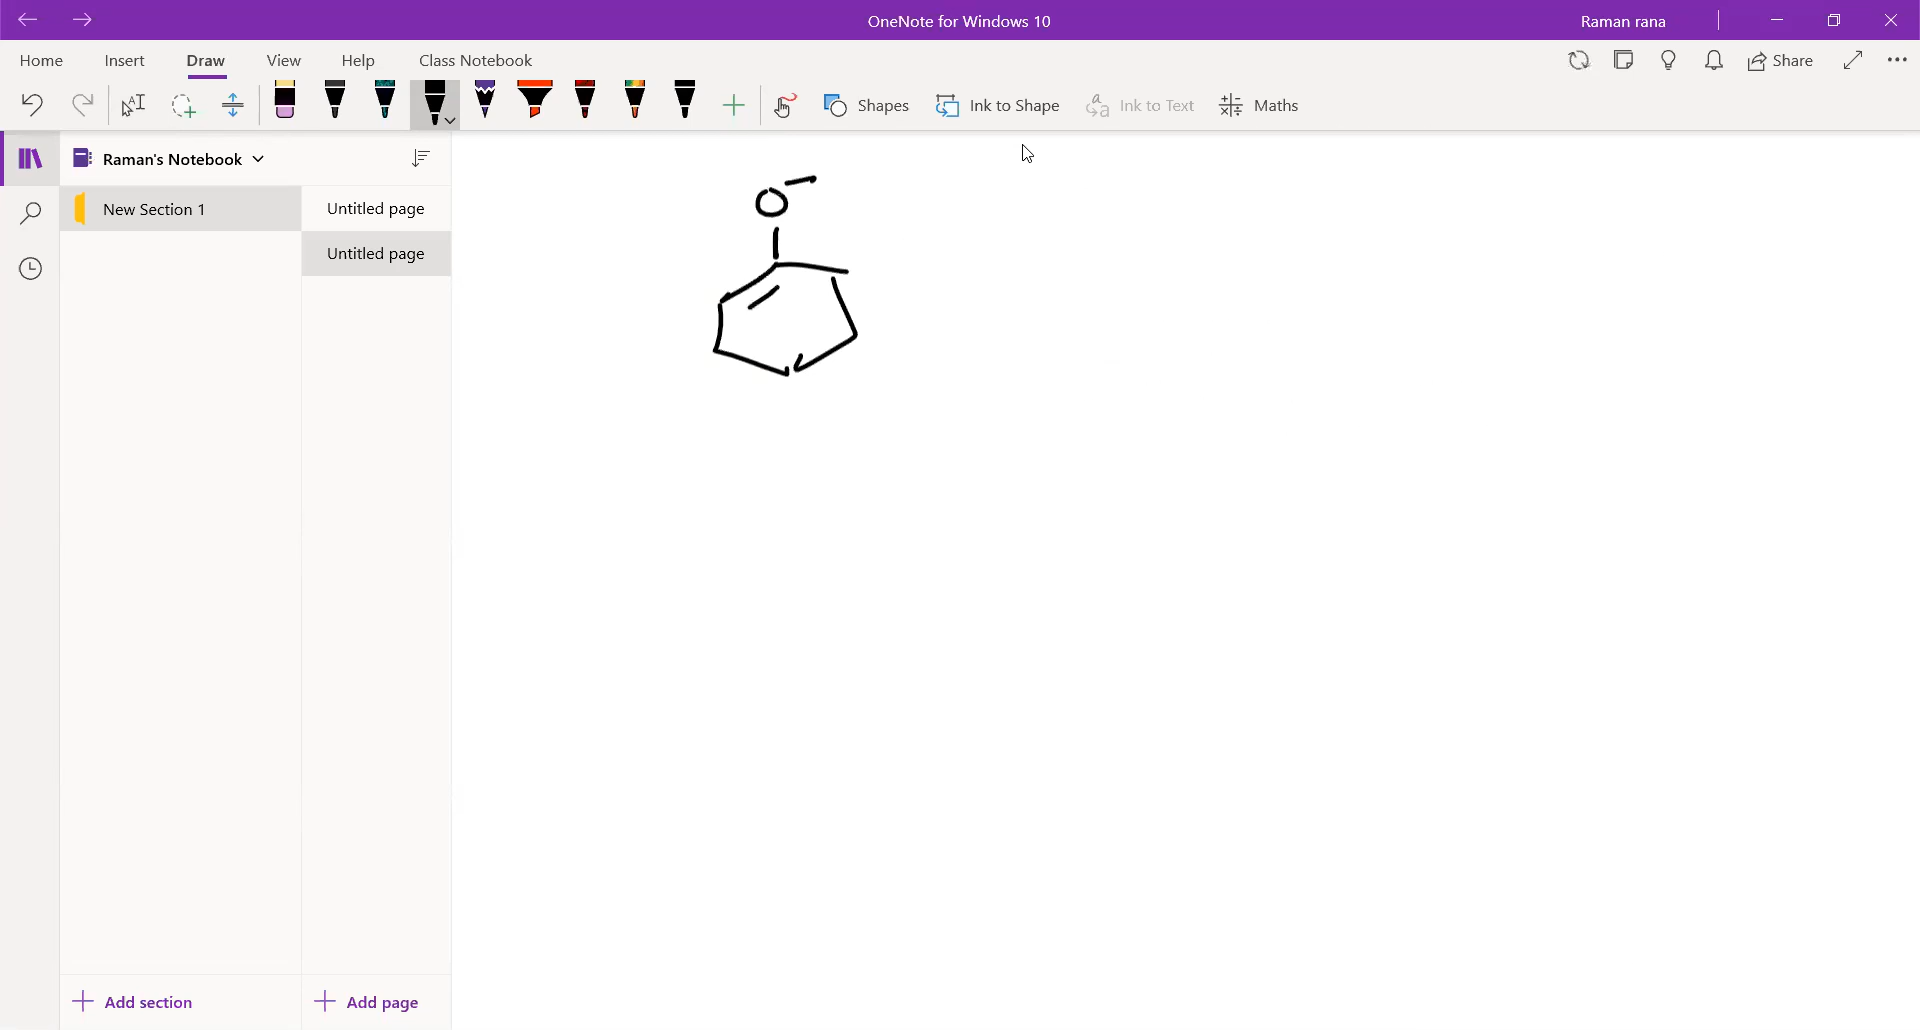 OneNote for Windows 10
Raman rana
Home Insert Draw View Help Class Notebook
Share
Shapes Ink to Shape Ink to Text Maths
Raman's Notebook
New Section 1
Untitled page
Untitled page
O⁻
Add section
Add page